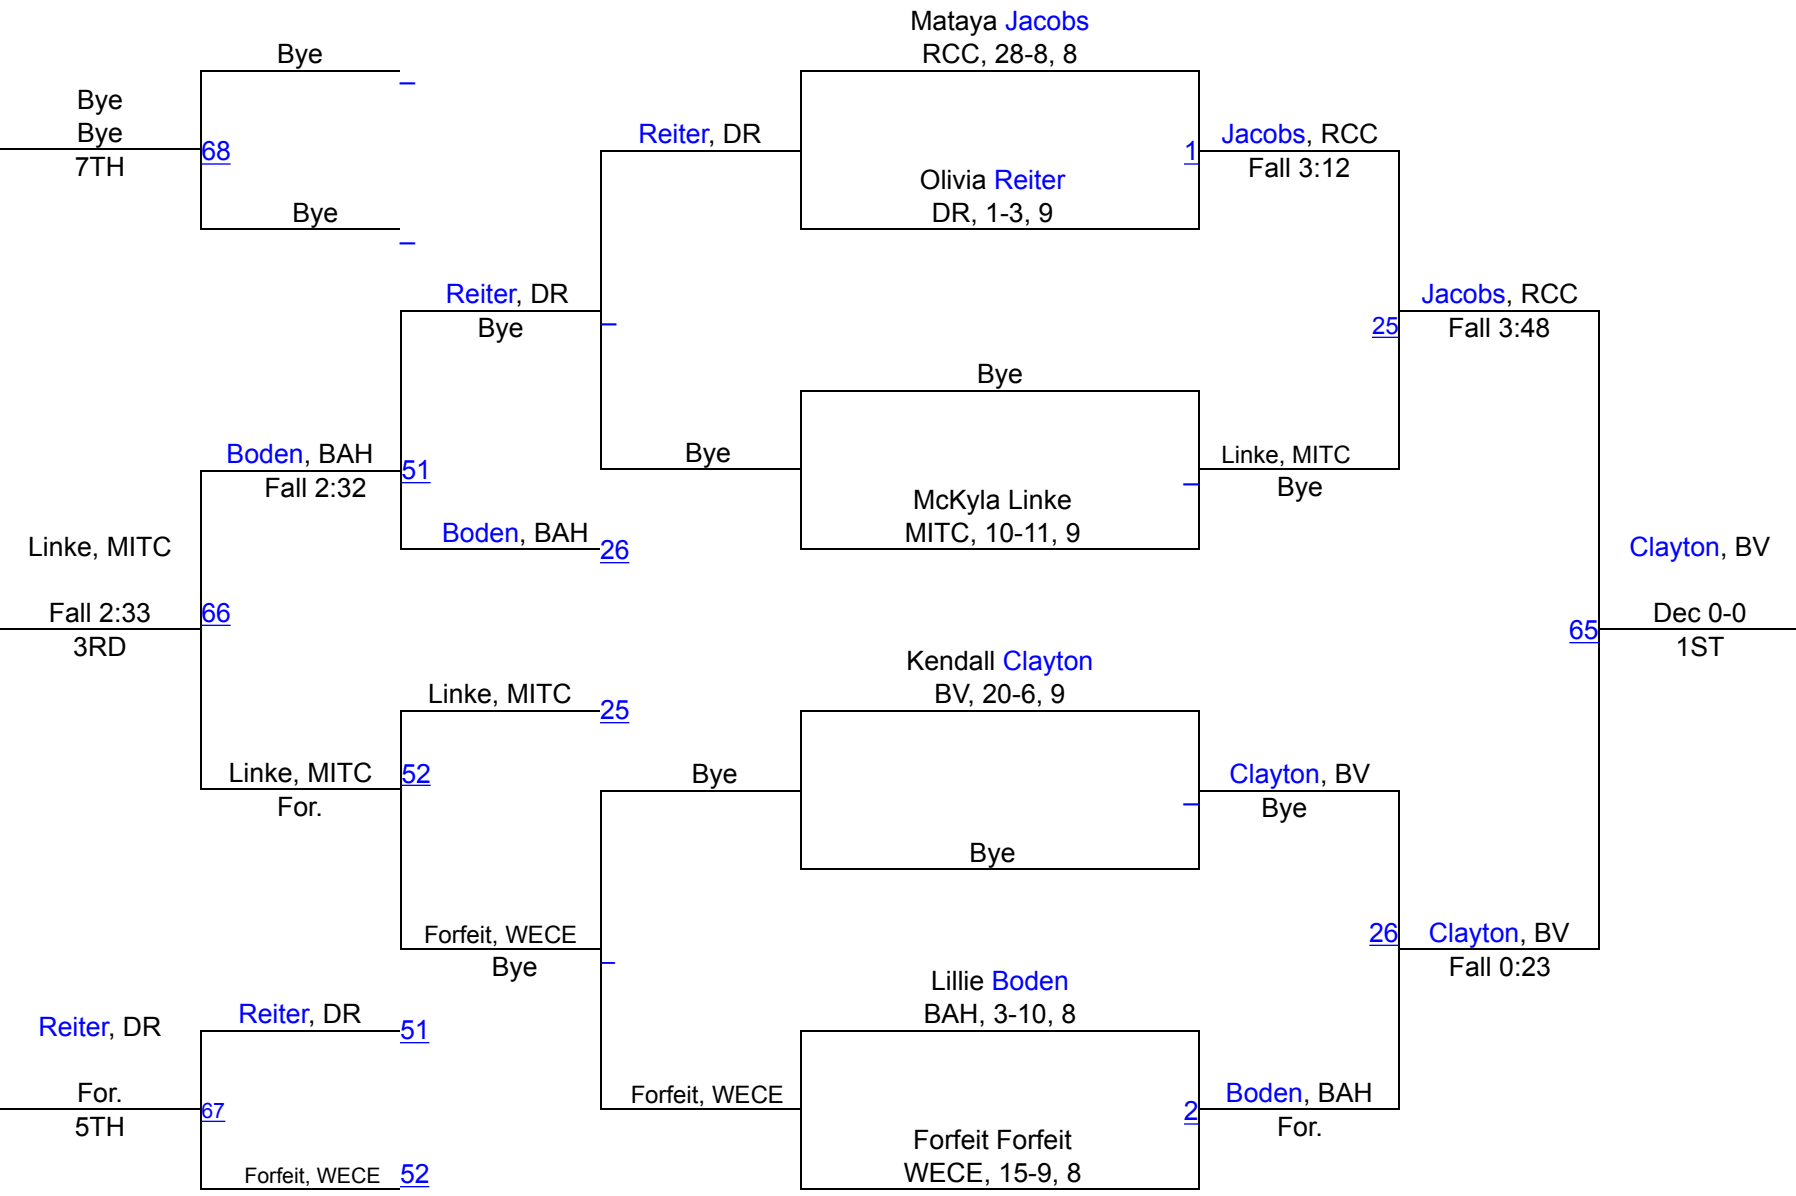 Mataya Jacobs
RCC, 28-8, 8
Bye
Bye
Bye
7TH
68
Bye
Reiter, DR
Olivia Reiter
DR, 1-3, 9
1
Jacobs, RCC
Fall 3:12
Reiter, DR
Bye
Jacobs, RCC
Fall 3:48
25
Bye
Boden, BAH
Fall 2:32
51
Bye
McKyla Linke
MITC, 10-11, 9
Linke, MITC
Bye
Boden, BAH
26
Linke, MITC
Fall 2:33
3RD
66
Clayton, BV
Dec 0-0
1ST
65
Linke, MITC
25
Kendall Clayton
BV, 20-6, 9
Linke, MITC
For.
52
Bye
Bye
Clayton, BV
Bye
Forfeit, WECE
Bye
26
Clayton, BV
Fall 0:23
Lillie Boden
BAH, 3-10, 8
Reiter, DR
For.
5TH
67
Reiter, DR
51
Forfeit, WECE
52
Forfeit, WECE
Forfeit Forfeit
WECE, 15-9, 8
2
Boden, BAH
For.